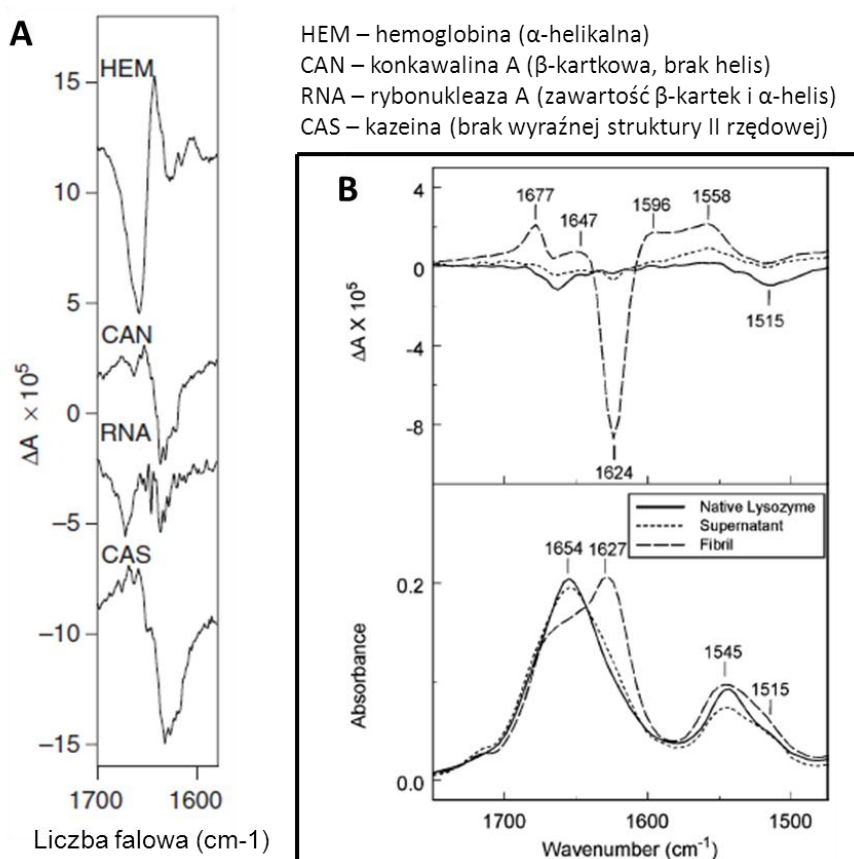 A
HEM – hemoglobina (α-helikalna)
CAN – konkawalina A (β-kartkowa, brak helis)
RNA – rybonukleaza A (zawartość β-kartek i α-helis)
CAS – kazeina (brak wyraźnej struktury II rzędowej)
15
10
5
0
−5
−10
−15
ΔA × 10⁵
HEM
CAN
RNA
CAS
1700 1600
Liczba falowa (cm-1)
B
4
0
-4
-8
ΔA X 10⁵
1677
1647
1596
1558
1515
1624
Native Lysozyme
Supernatant
Fibril
1654
1627
1545
1515
0.2
0.0
Absorbance
1700 1600 1500
Wavenumber (cm⁻¹)